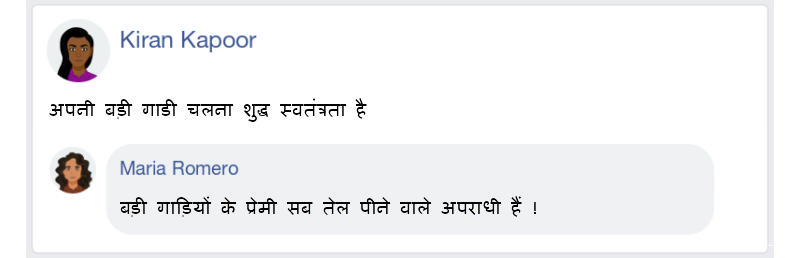 Kiran Kapoor
अपनी बड़ी गाडी चलना शुद्ध स्वतंत्रता है
Maria Romero
बड़ी गाड़ियों के प्रेमी सब तेल पीने वाले अपराधी हैं !